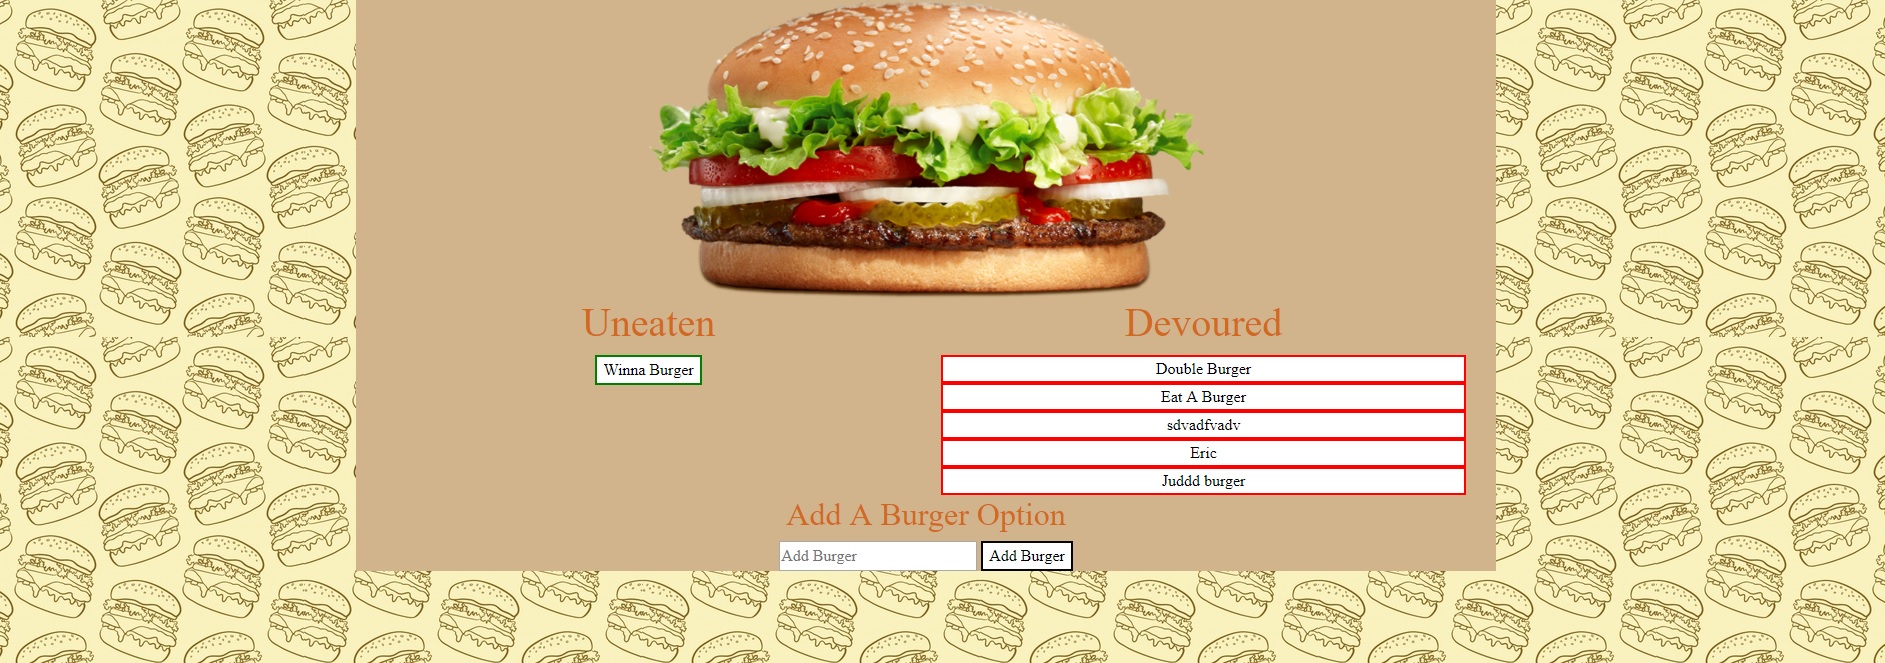 Uneaten
Devoured
Winna Burger
Double Burger
Eat A Burger
sdvadfvadv
Eric
Juddd burger
Add A Burger Option
Add Burger
Add Burger